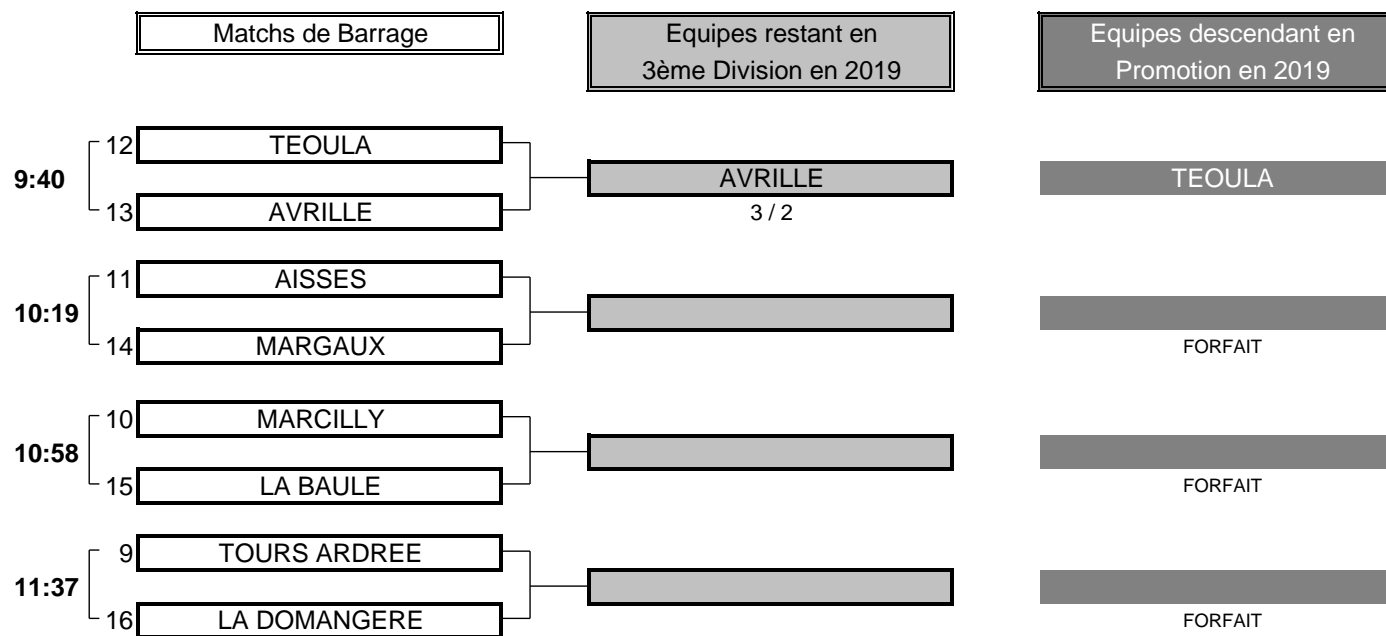 Matchs de Barrage
Equipes restant en
3ème Division en 2019
Equipes descendant en
Promotion en 2019
12 TEOULA
9:40 AVRILLE TEOULA
13 AVRILLE 3 / 2
11 AISSES
10:19
14 MARGAUX FORFAIT
10 MARCILLY
10:58
15 LA BAULE FORFAIT
9 TOURS ARDREE
11:37
16 LA DOMANGERE FORFAIT